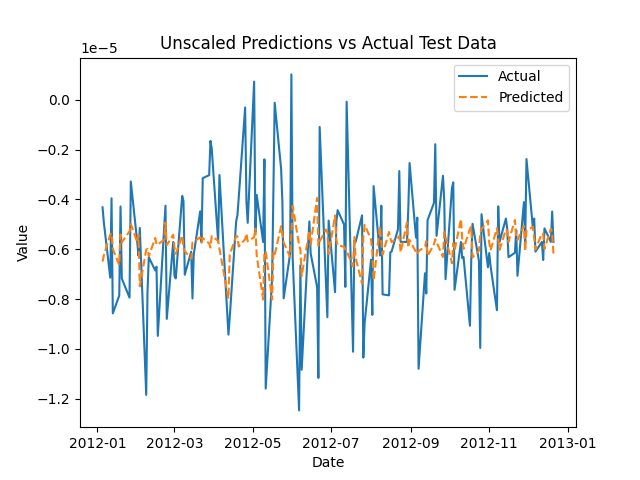 Unscaled Predictions vs Actual Test Data
1e−5
Actual
Predicted
0.0
−0.2
−0.4
−0.6
−0.8
−1.0
−1.2
Value
2012-01 2012-03 2012-05 2012-07 2012-09 2012-11 2013-01
Date